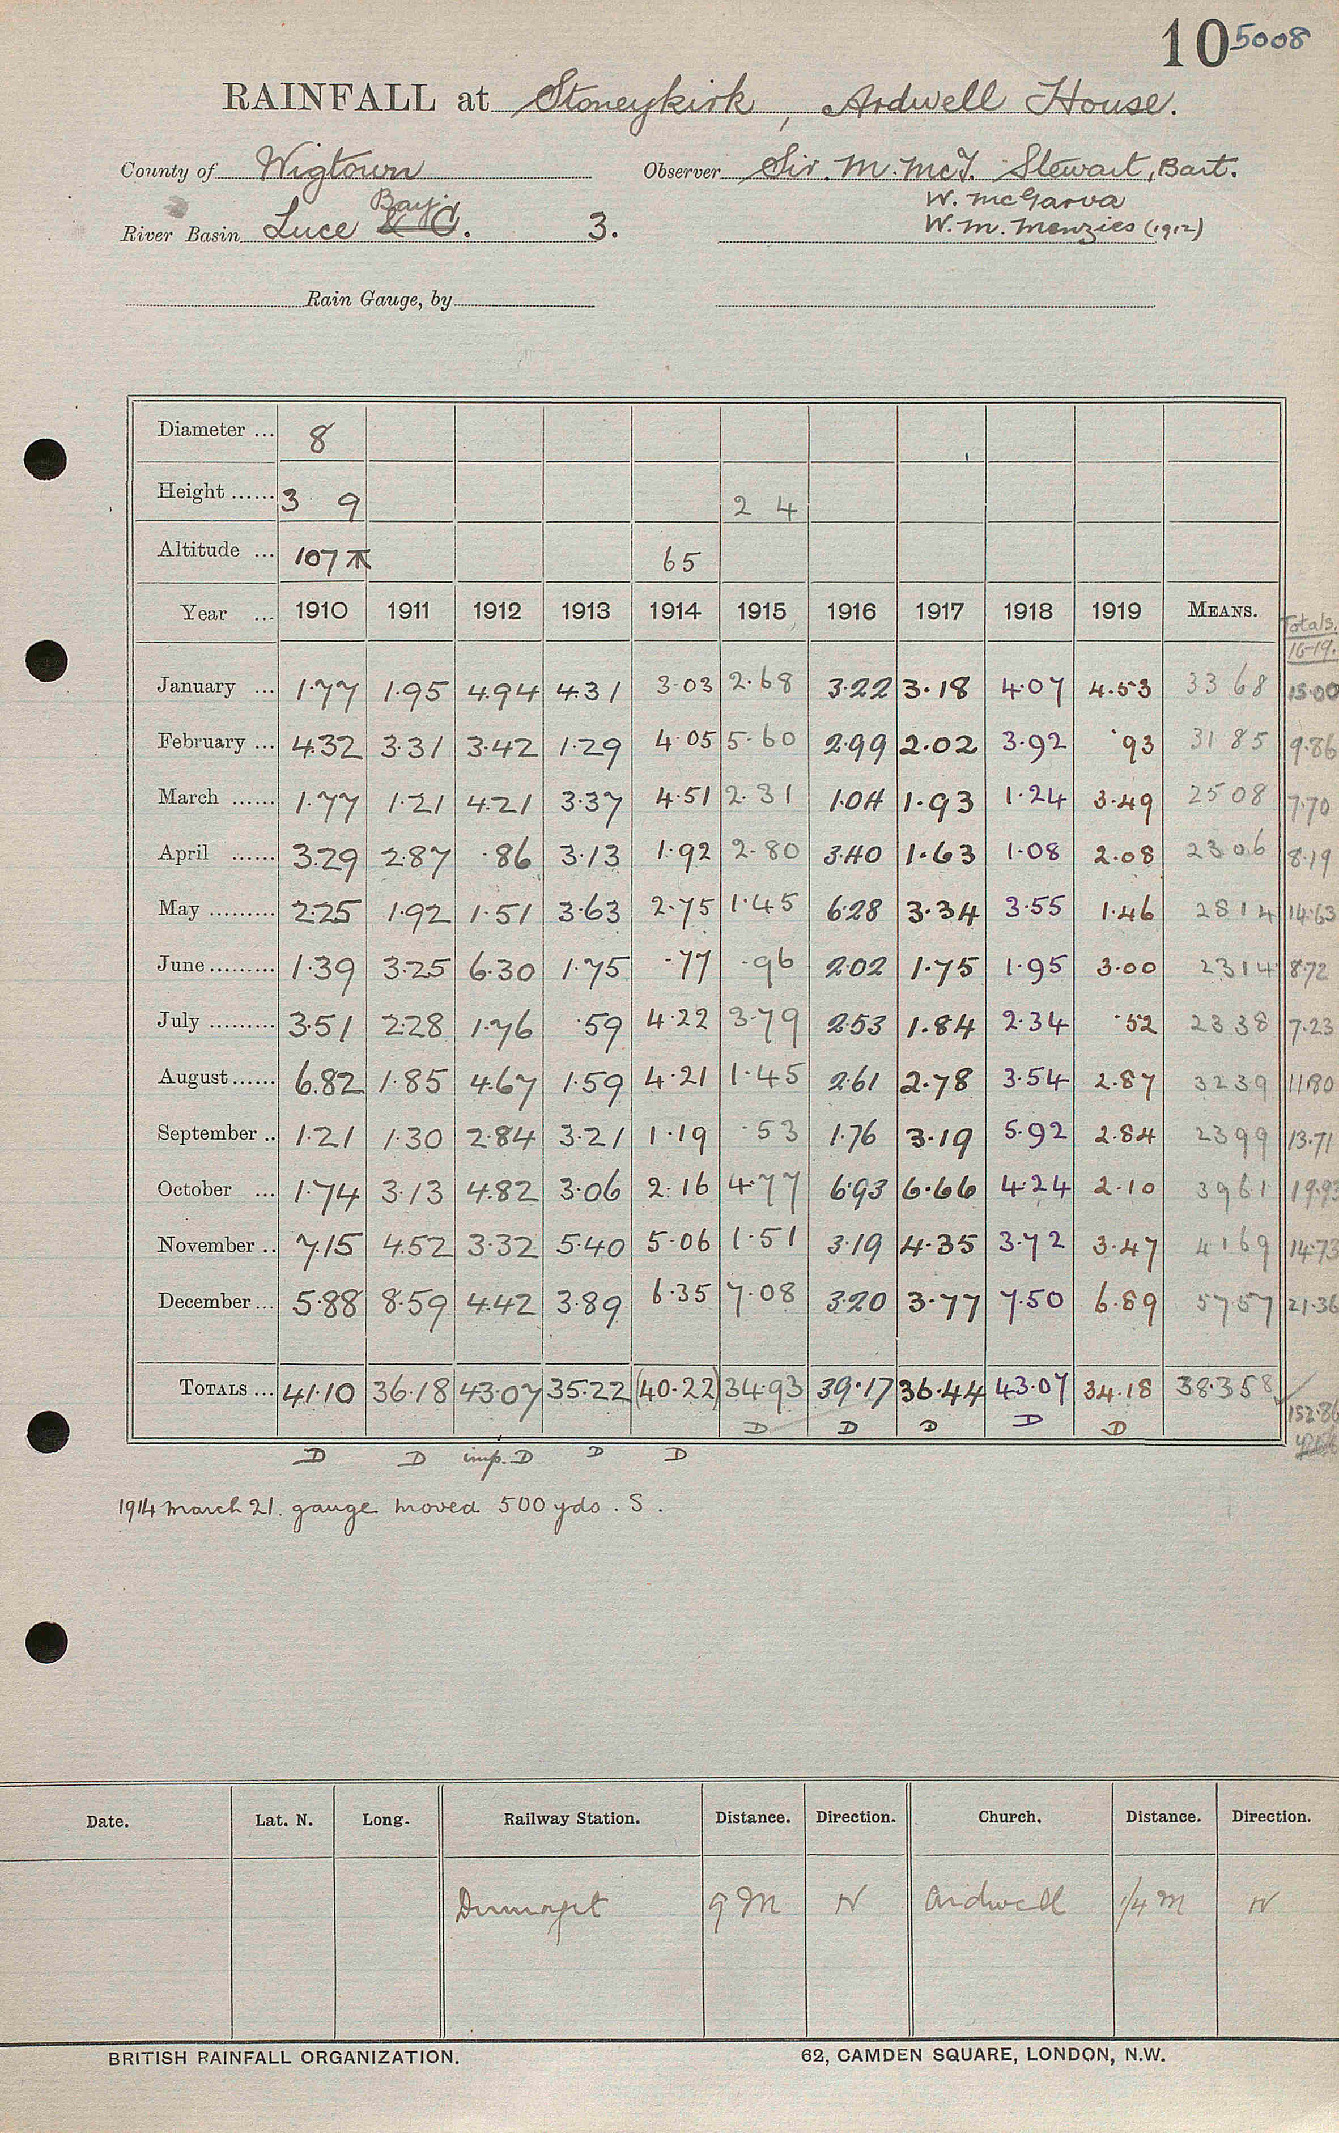 10 5008
RAINFALL at Stoneykirk, Ardwell House.
County of Wigtown Observer Sir. M. McT. Stewart, Bart.
W. McGarva
River Basin Luce Bay. & C. 3. W. M. Menzies (1912)
Rain Gauge, by
Diameter ... 8
Height ...... 3 9 2 4
Altitude ... 107 65
Year ... 1910 1911 1912 1913 1914 1915 1916 1917 1918 1919 MEANS. Totals. 16-19.
January ... 1.77 1.95 4.94 4.31 3.03 2.68 3.22 3.18 4.07 4.53 33 68 15.00
February ... 4.32 3.31 3.42 1.29 4.05 5.60 2.99 2.02 3.92 .93 31 85 9.86
March ...... 1.77 1.21 4.21 3.37 4.51 2.31 1.04 1.93 1.24 3.49 25 08 7.70
April ...... 3.29 2.87 .86 3.13 1.92 2.80 3.40 1.63 1.08 2.08 23 06 8.19
May ......... 2.25 1.92 1.51 3.63 2.75 1.45 6.28 3.34 3.55 1.46 28 14 14.63
June ......... 1.39 3.25 6.30 1.75 .77 .96 2.02 1.75 1.95 3.00 23 14 8.72
July ......... 3.51 2.28 1.76 .59 4.22 3.79 2.53 1.84 2.34 .52 23 38 7.23
August ...... 6.82 1.85 4.67 1.59 4.21 1.45 2.61 2.78 3.54 2.87 32 39 11.80
September .. 1.21 1.30 2.84 3.21 1.19 .53 1.76 3.19 5.92 2.84 23 99 13.71
October ... 1.74 3.13 4.82 3.06 2.16 4.77 6.93 6.66 4.24 2.10 39 61 19.93
November .. 7.15 4.52 3.32 5.40 5.06 1.51 3.19 4.35 3.72 3.47 41 69 14.73
December ... 5.88 8.59 4.42 3.89 6.35 7.08 3.20 3.77 7.50 6.89 57 57 21.36
TOTALS ... 41.10 36.18 43.07 35.22 (40.22) 34.93 39.17 36.44 43.07 34.18 38.358 152.86
D D D D D
D D imp. D D D
1914 March 21. gauge moved 500 yds. S.
Date. Lat. N. Long. Railway Station. Distance. Direction. Church. Distance. Direction.
9 M N Ardwell 1/4 M N
BRITISH RAINFALL ORGANIZATION. 62, CAMDEN SQUARE, LONDON, N.W.